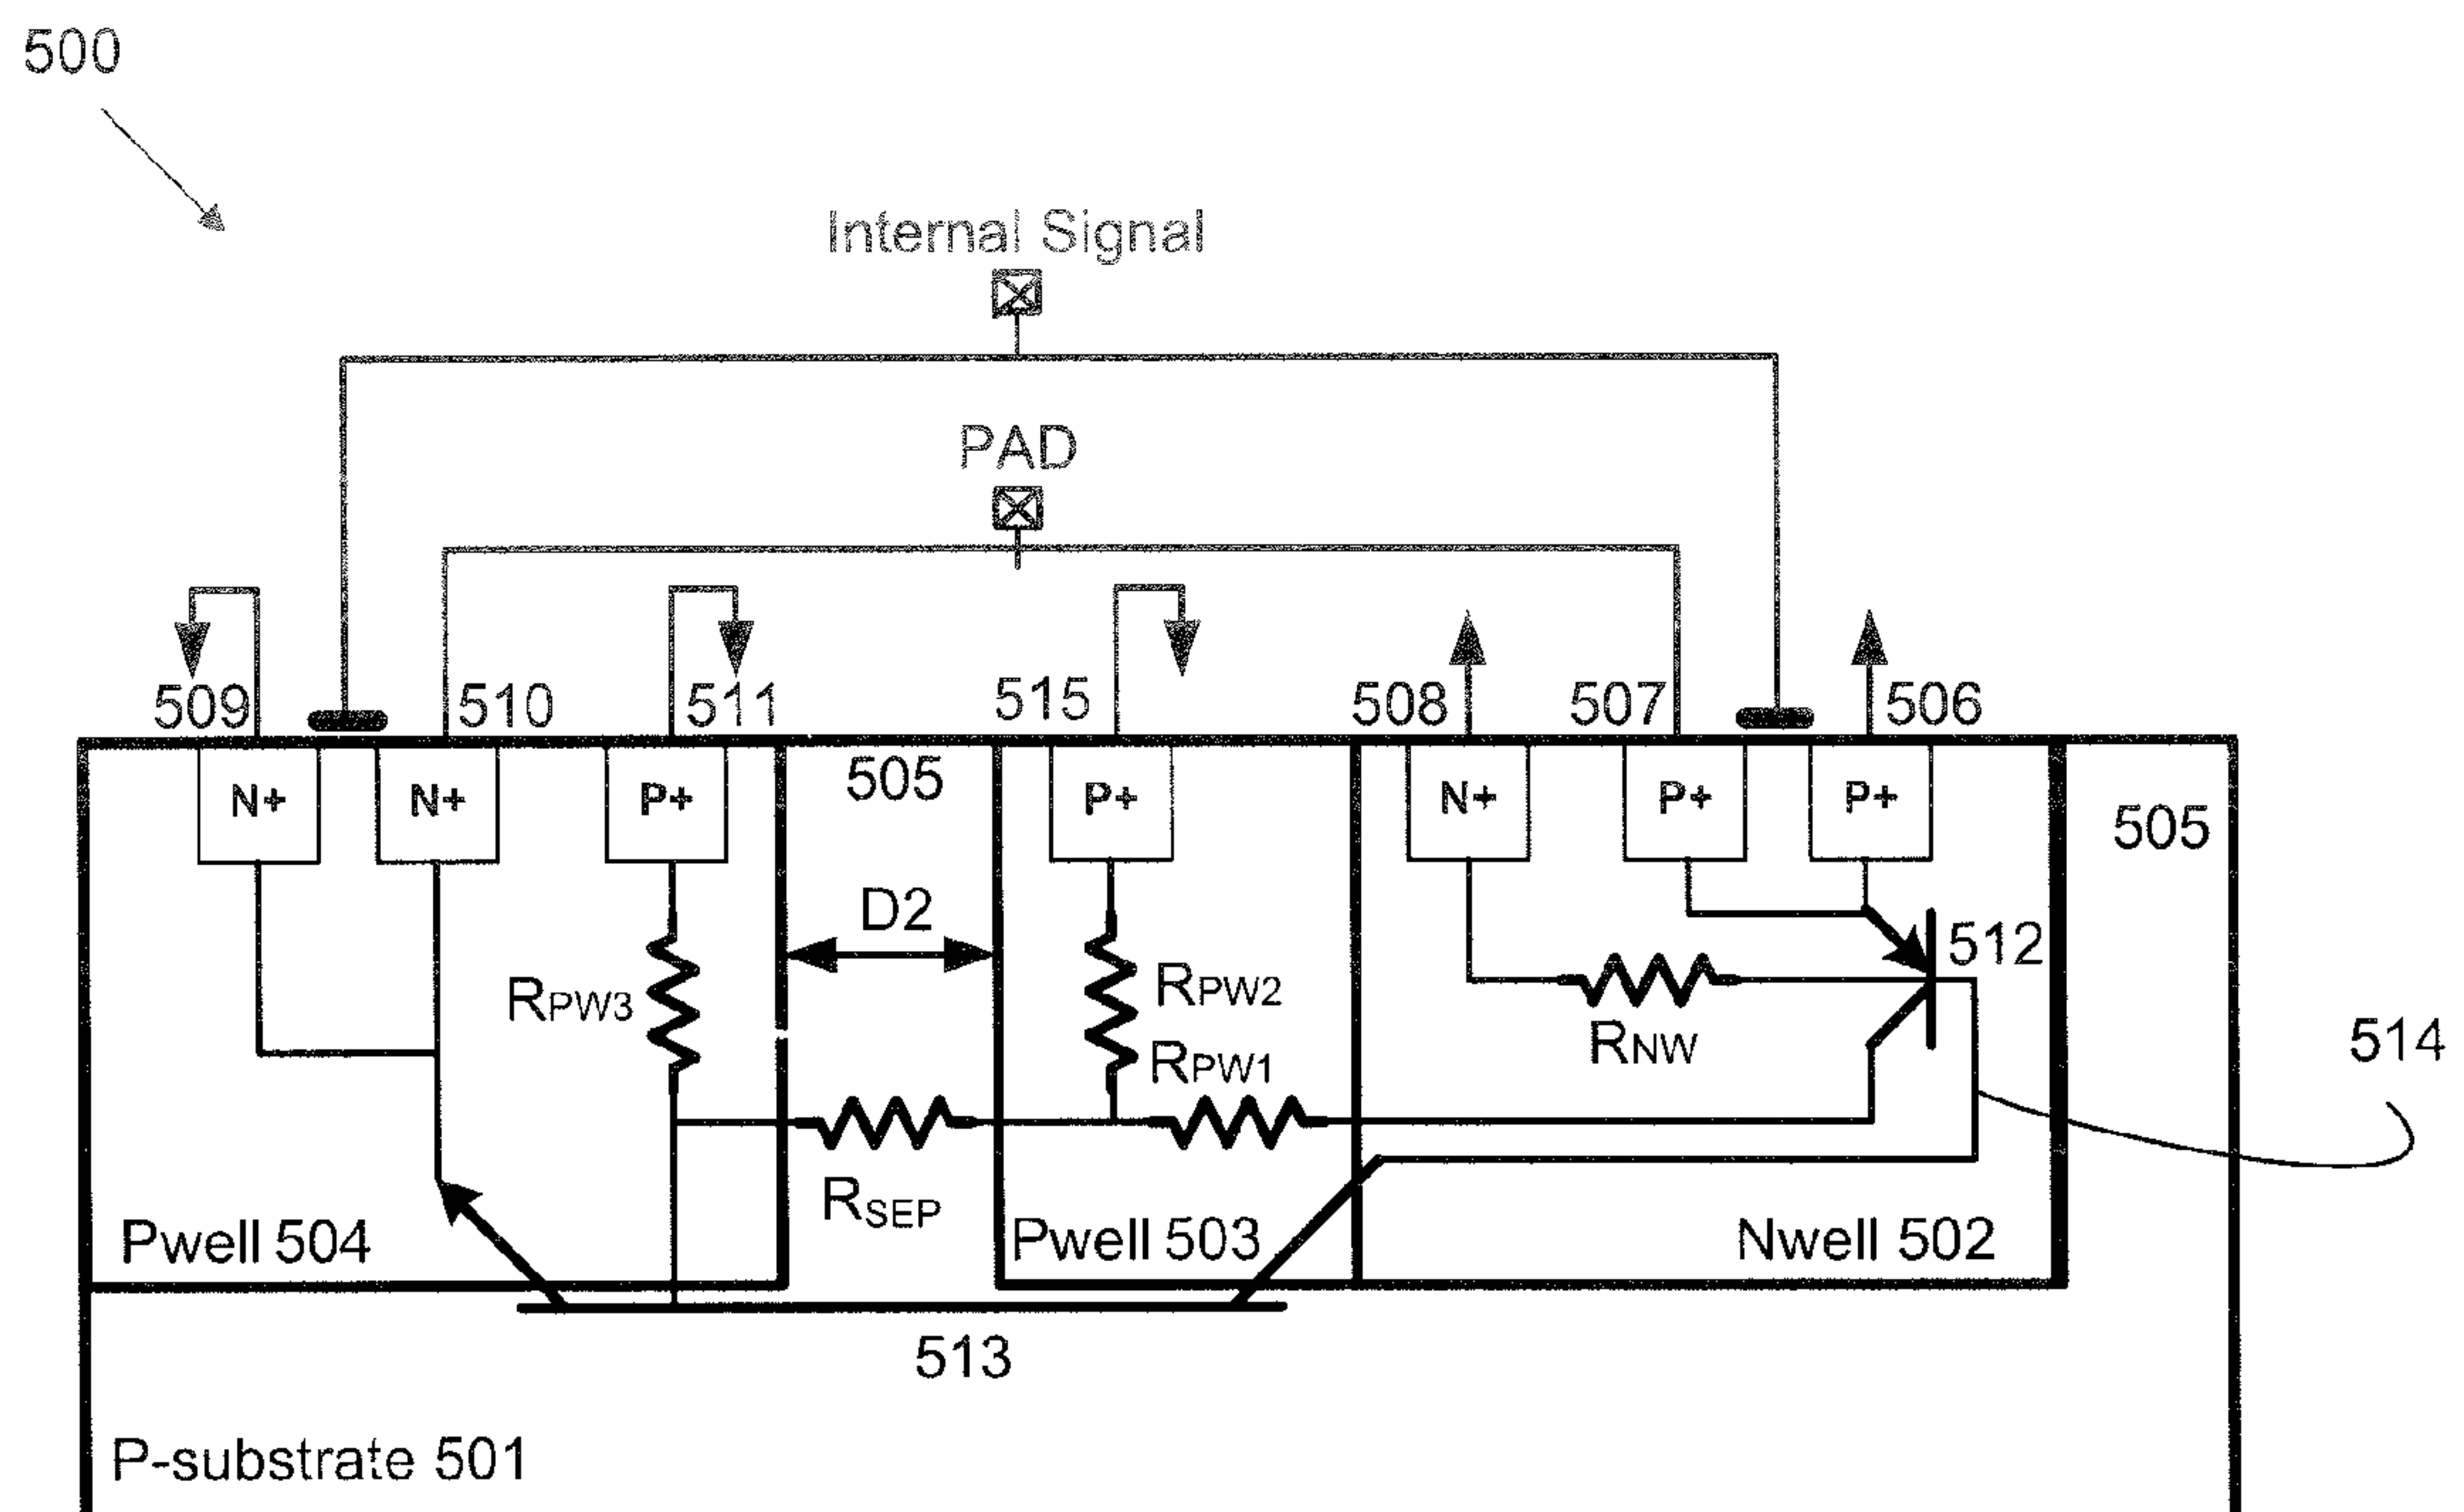 500
Internal Signal
PAD
509
510
511
515
508
507
506
N+
N+
P+
505
P+
N+
P+
P+
505
D2
512
RPW3
RPW2
RNW
514
RPW1
RSEP
Pwell 504
Pwell 503
Nwell 502
513
P-substrate 501